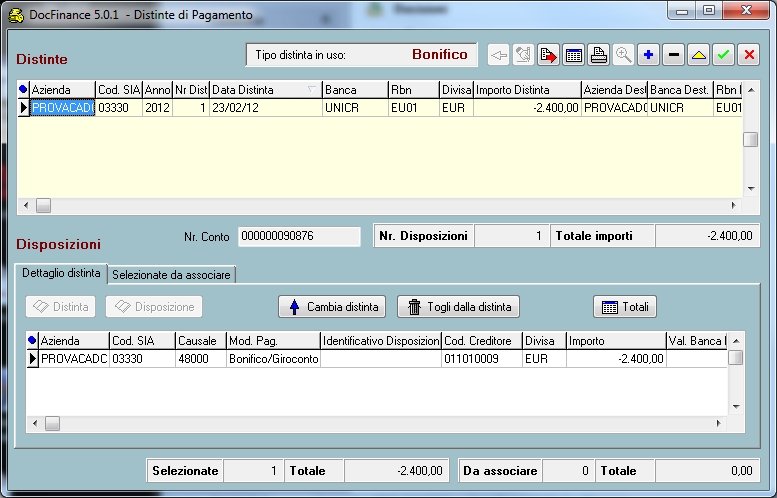 DocFinance 5.0.1 - Distinte di Pagamento
Distinte
Tipo distinta in uso: Bonifico
Azienda Cod. SIA Anno Nr Dist Data Distinta Banca Rbn Divisa Importo Distinta Azienda Dest Banca Dest. Rbn
PROVACADO 03330 2012 1 23/02/12 UNICR EU01 EUR -2.400,00 PROVACADO UNICR EU01
Nr. Conto 000000090876 Nr. Disposizioni 1 Totale importi -2.400,00
Disposizioni
Dettaglio distinta Selezionate da associare
Distinta Disposizione Cambia distinta Togli dalla distinta Totali
Azienda Cod. SIA Causale Mod. Pag. Identificativo Disposizion Cod. Creditore Divisa Importo Val. Banca
PROVACADC 03330 48000 Bonifico/Giroconto 011010009 EUR -2.400,00
Selezionate 1 Totale -2.400,00 Da associare 0 Totale 0,00